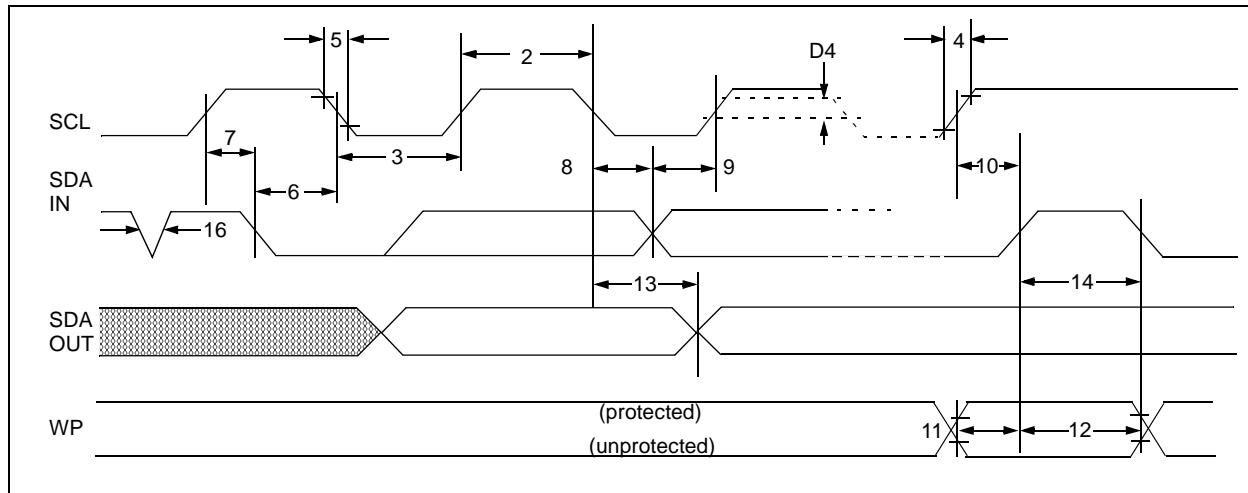 5
2
D4
4
SCL
7
3
8
9
10
SDA
IN
6
16
13
14
SDA
OUT
(protected)
WP
11
12
(unprotected)